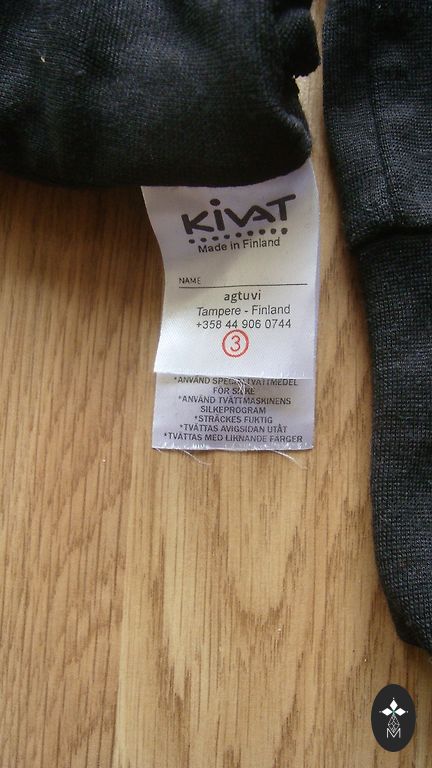 KiVAT
Made in Finland
NAME
agtuvi
Tampere - Finland
+358 44 906 0744
3
*ANVÄND SPECIALTVÄTTMEDEL
FÖR SILKE
*ANVÄND TVÄTTMASKINENS
SILKEPROGRAM
*STRÄCKES FUKTIG
*TVÄTTAS AVIGSIDAN UTÅT
*TVÄTTAS MED LIKNANDE FÄRGER
M